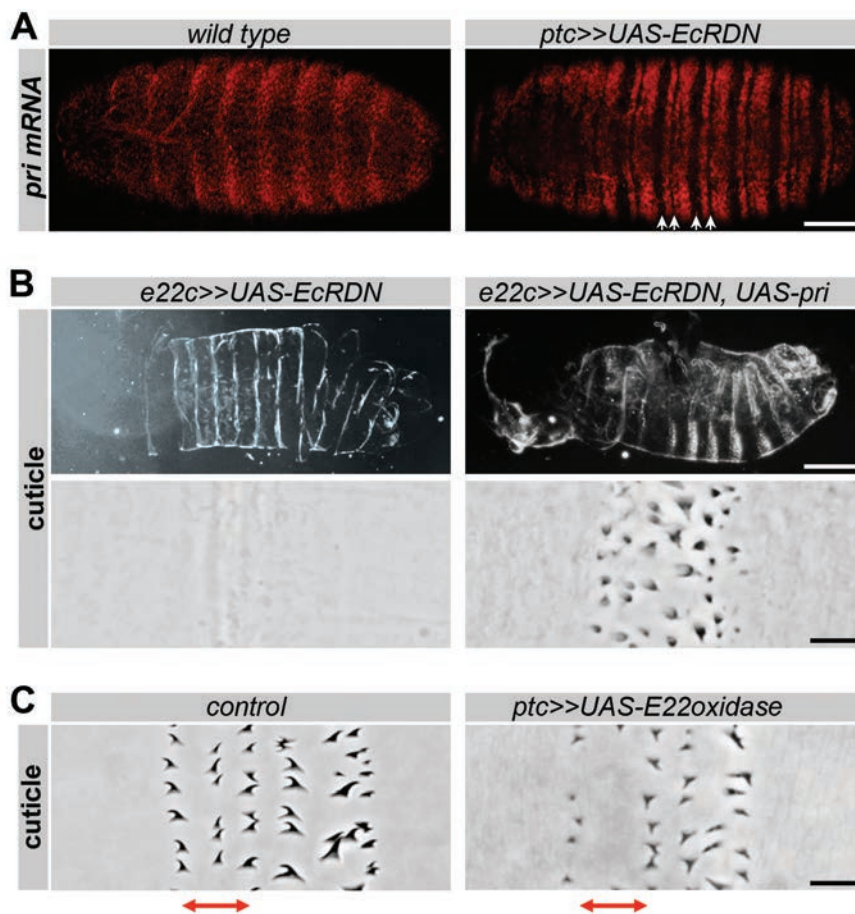 A
wild type
ptc>>UAS-EcRDN
pri mRNA
B
e22c>>UAS-EcRDN
e22c>>UAS-EcRDN, UAS-pri
cuticle
C
control
ptc>>UAS-E22oxidase
cuticle